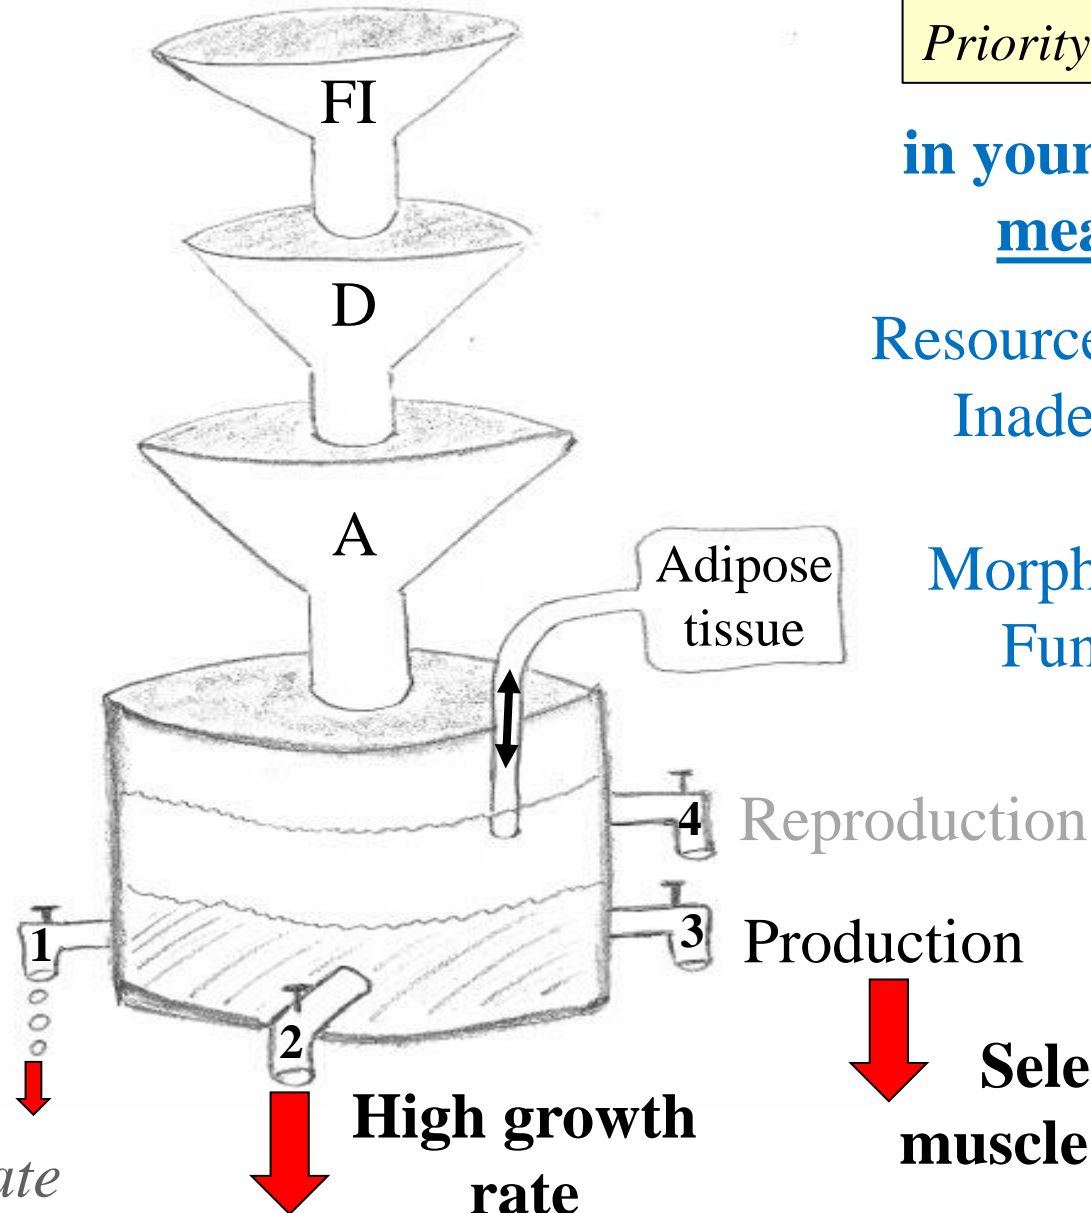 FI
Priority
in
mea
D
Resource
Inade
A
Adipose
tissue
Morph
Fun
4 Reproduction
1
3 Production
2
Sele
High growth
rate
muscle
ate